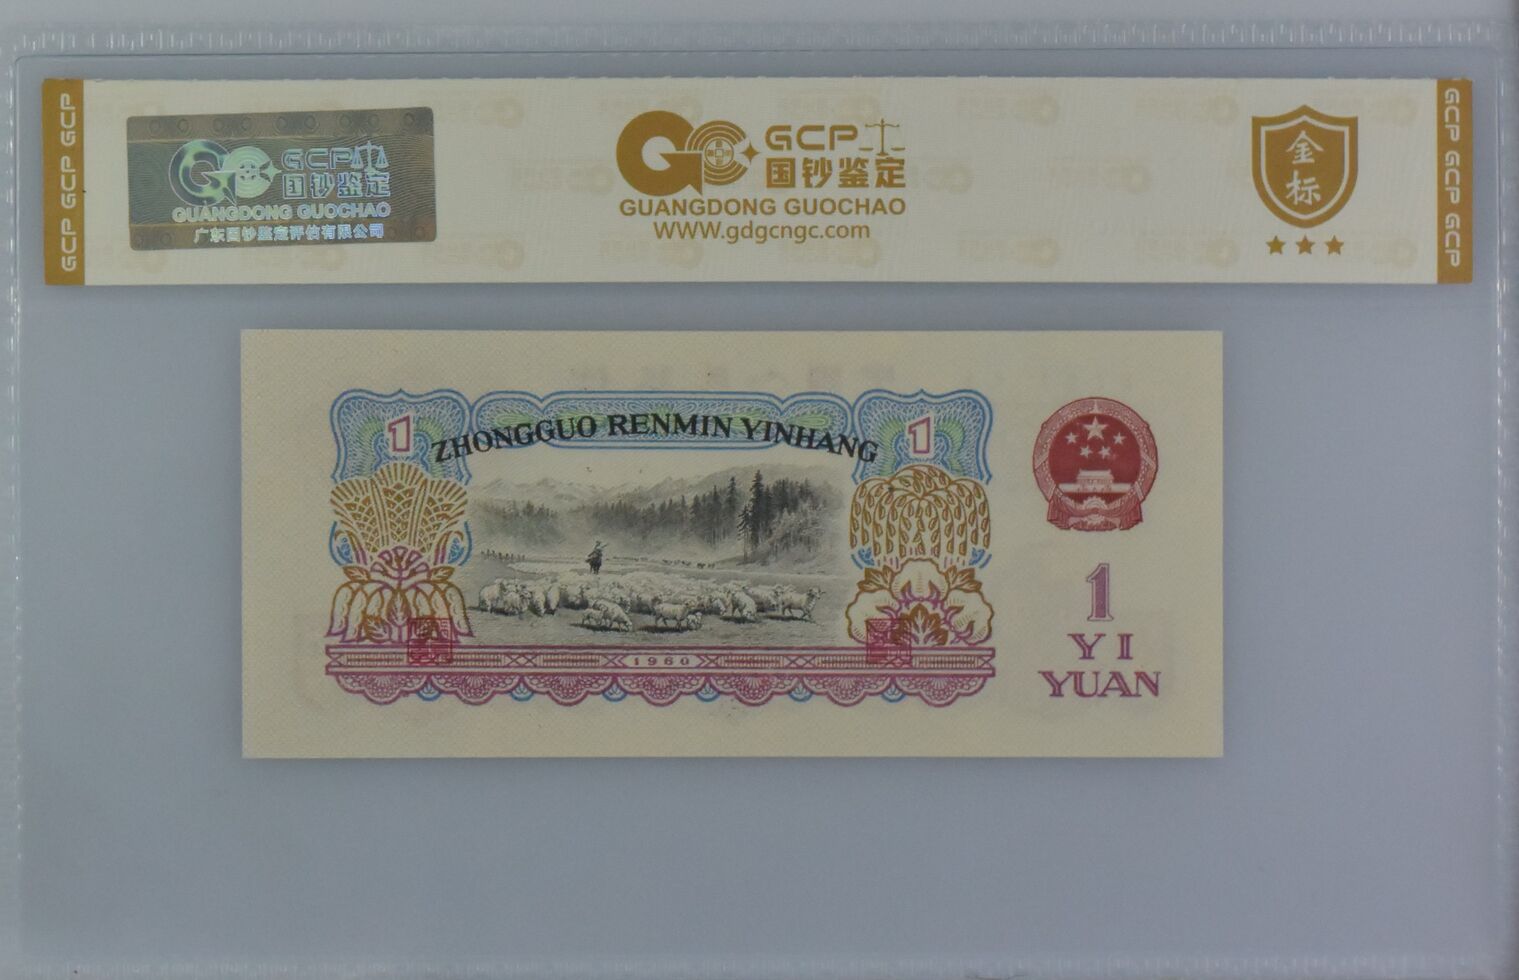 GCP GCP GCP
GCP
国钞鉴定
GUANGDONG GUOCHAO
广东国钞鉴定评估有限公司
GCP
国钞鉴定
GUANGDONG GUOCHAO
WWW.gdgcngc.com
金
标
GCP GCP GCP
1
ZHONGGUO RENMIN YINHANG
1
1960
1
YI
YUAN